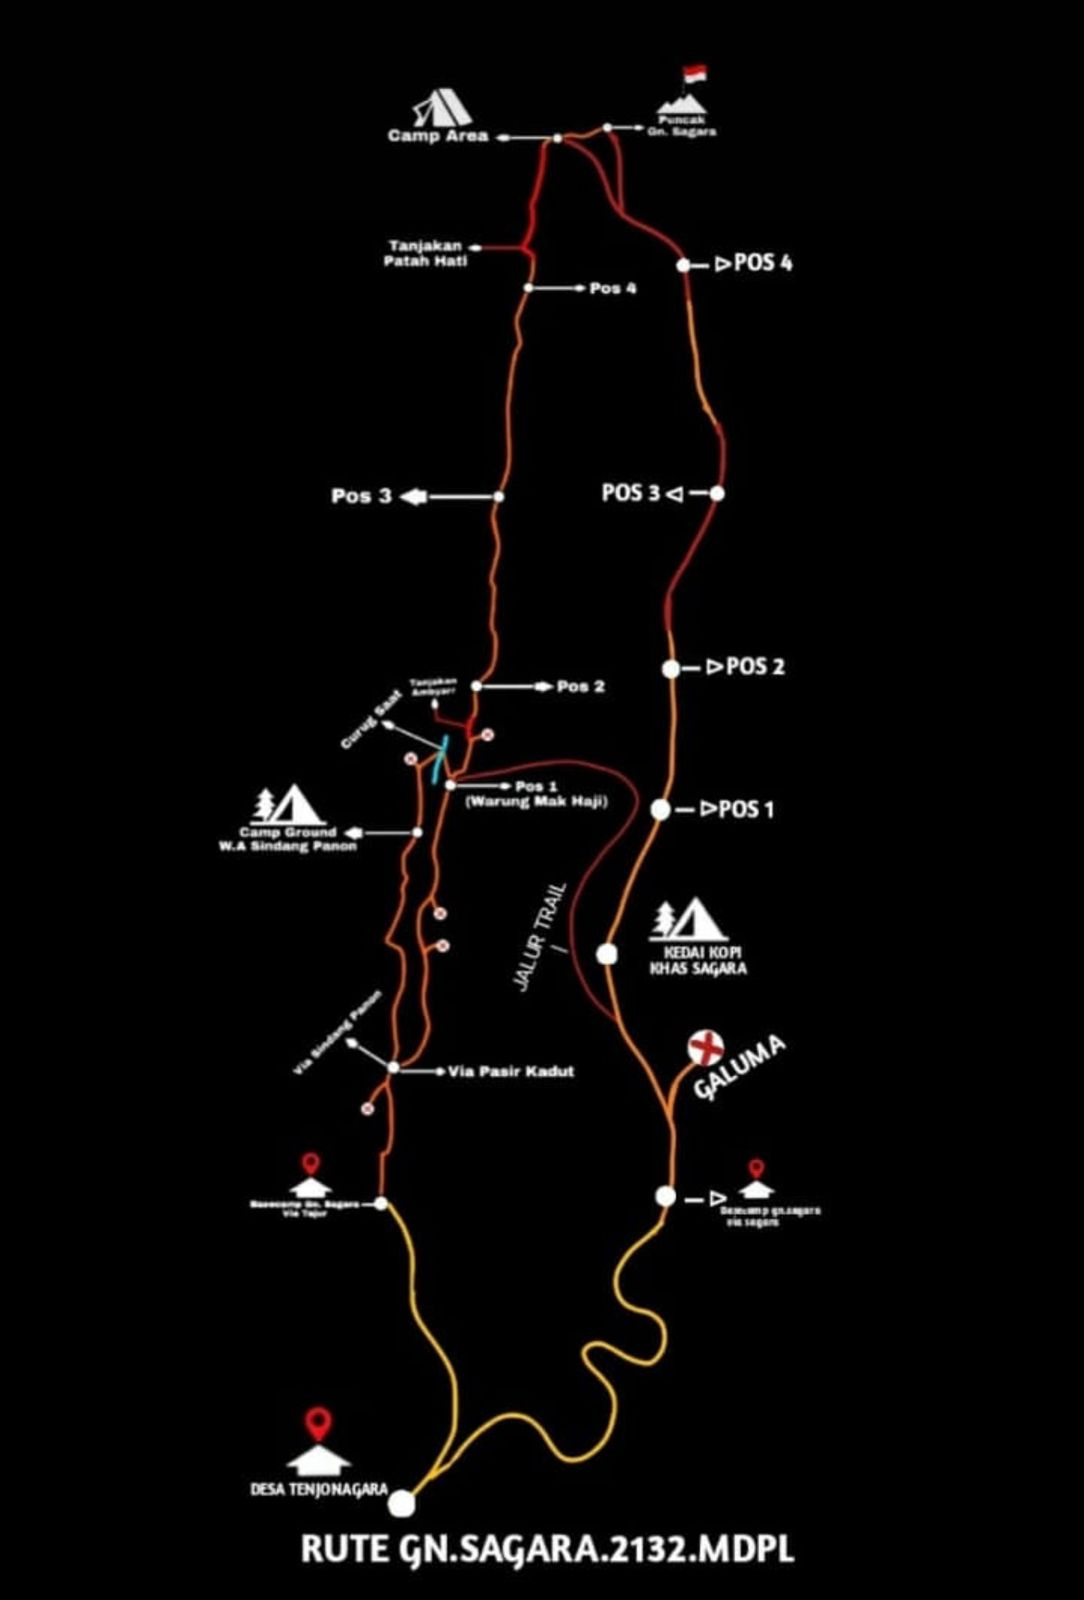 Camp Area
Puncak
Gn. Sagara
Tanjakan
Patah Hati
POS 4
Pos 4
Pos 3
POS 3
POS 2
Tanjakan
Ambyarr
Pos 2
Curug Saat
Pos 1
(Warung Mak Haji)
POS 1
Camp Ground
W.A Sindang Panon
JALUR TRAIL
KEDAI KOPI
KHAS SAGARA
Via Sindang Panon
GALUMA
Via Pasir Kadut
Basecamp Gn. Sagara
Via Tajur
Basecamp gn.sagara
via sagara
DESA TENJONAGARA
RUTE GN.SAGARA.2132.MDPL